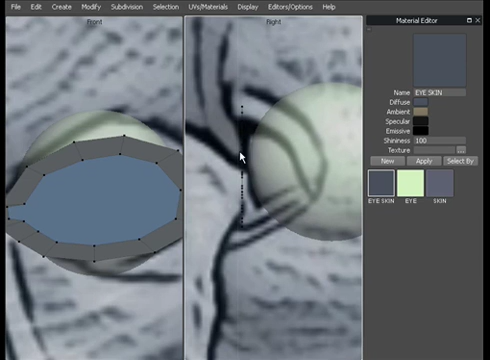 File Edit Create Modify Subdivision Selection UVs/Materials Display Editors/Options Help
Front
Right
Material Editor
Name EYE SKIN
Diffuse
Ambient
Specular
Emissive
Shininess 100
Texture ...
New Apply Select By
EYE SKIN EYE SKIN